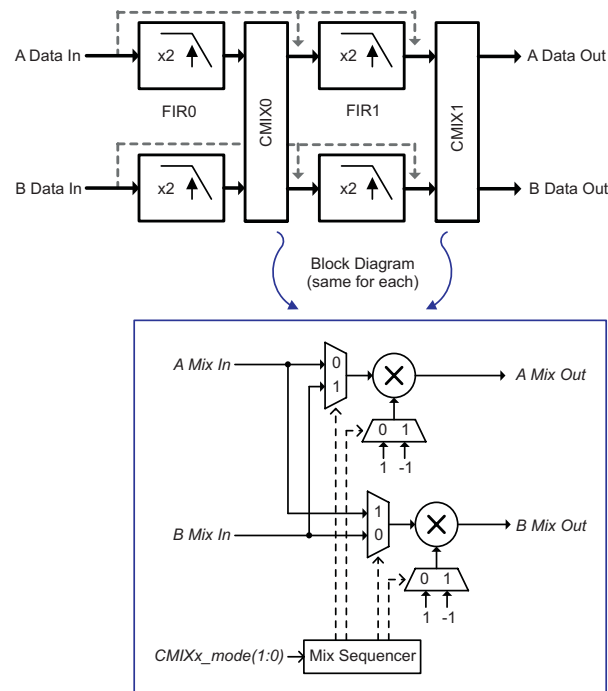 A Data In
x2
x2
A Data Out
FIR0
CMIX0
FIR1
CMIX1
B Data In
x2
x2
B Data Out
Block Diagram
(same for each)
A Mix In
0
1
A Mix Out
0 1
1 -1
B Mix In
1
0
B Mix Out
0 1
1 -1
CMIXx_mode(1:0)
Mix Sequencer